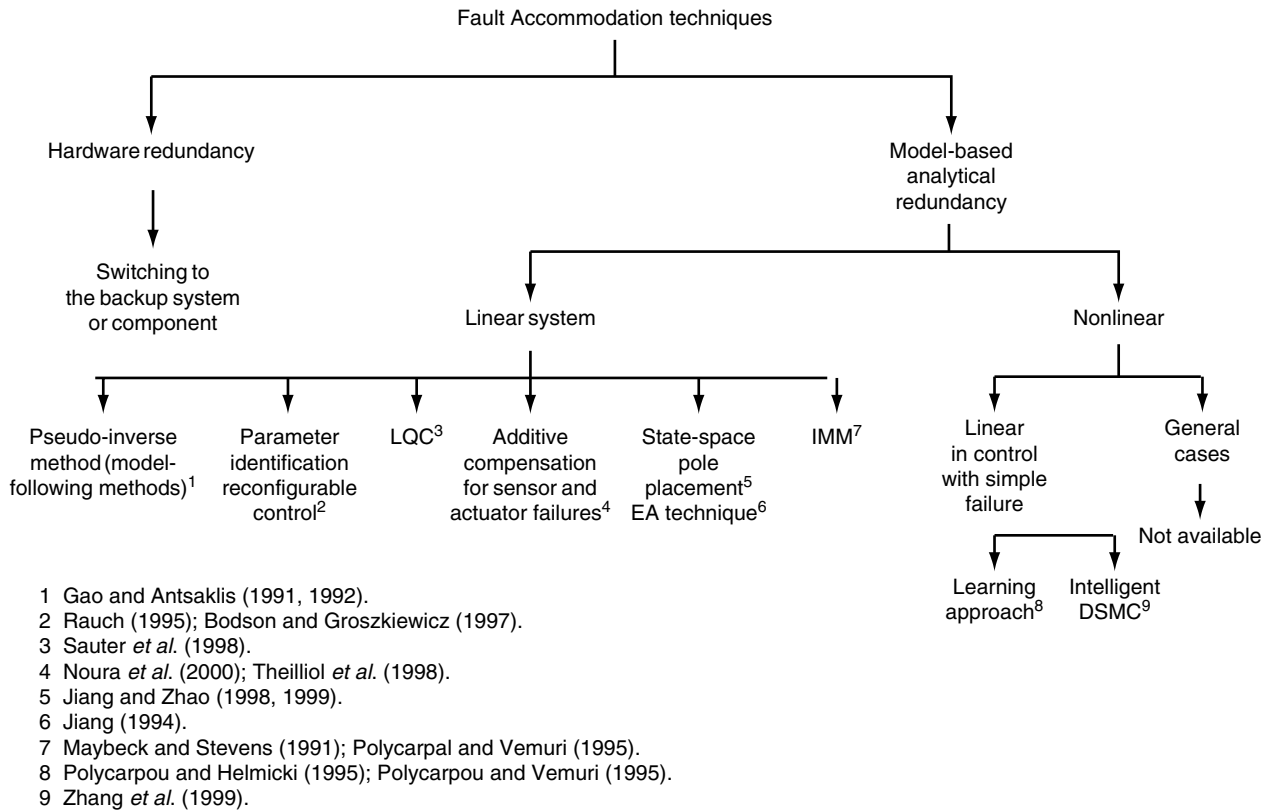 Fault Accommodation techniques
Hardware redundancy
Model-based
analytical
redundancy
Switching to
the backup system
or component
Linear system
Nonlinear
Pseudo-inverse
method (model-
following methods)1
Parameter
identification
reconfigurable
control2
LQC3
Additive
compensation
for sensor and
actuator failures4
State-space
pole
placement5
EA technique6
IMM7
Linear
in control
with simple
failure
General
cases
Not available
Learning
approach8
Intelligent
DSMC9
1 Gao and Antsaklis (1991, 1992).
2 Rauch (1995); Bodson and Groszkiewicz (1997).
3 Sauter et al. (1998).
4 Noura et al. (2000); Theilliol et al. (1998).
5 Jiang and Zhao (1998, 1999).
6 Jiang (1994).
7 Maybeck and Stevens (1991); Polycarpal and Vemuri (1995).
8 Polycarpou and Helmicki (1995); Polycarpou and Vemuri (1995).
9 Zhang et al. (1999).